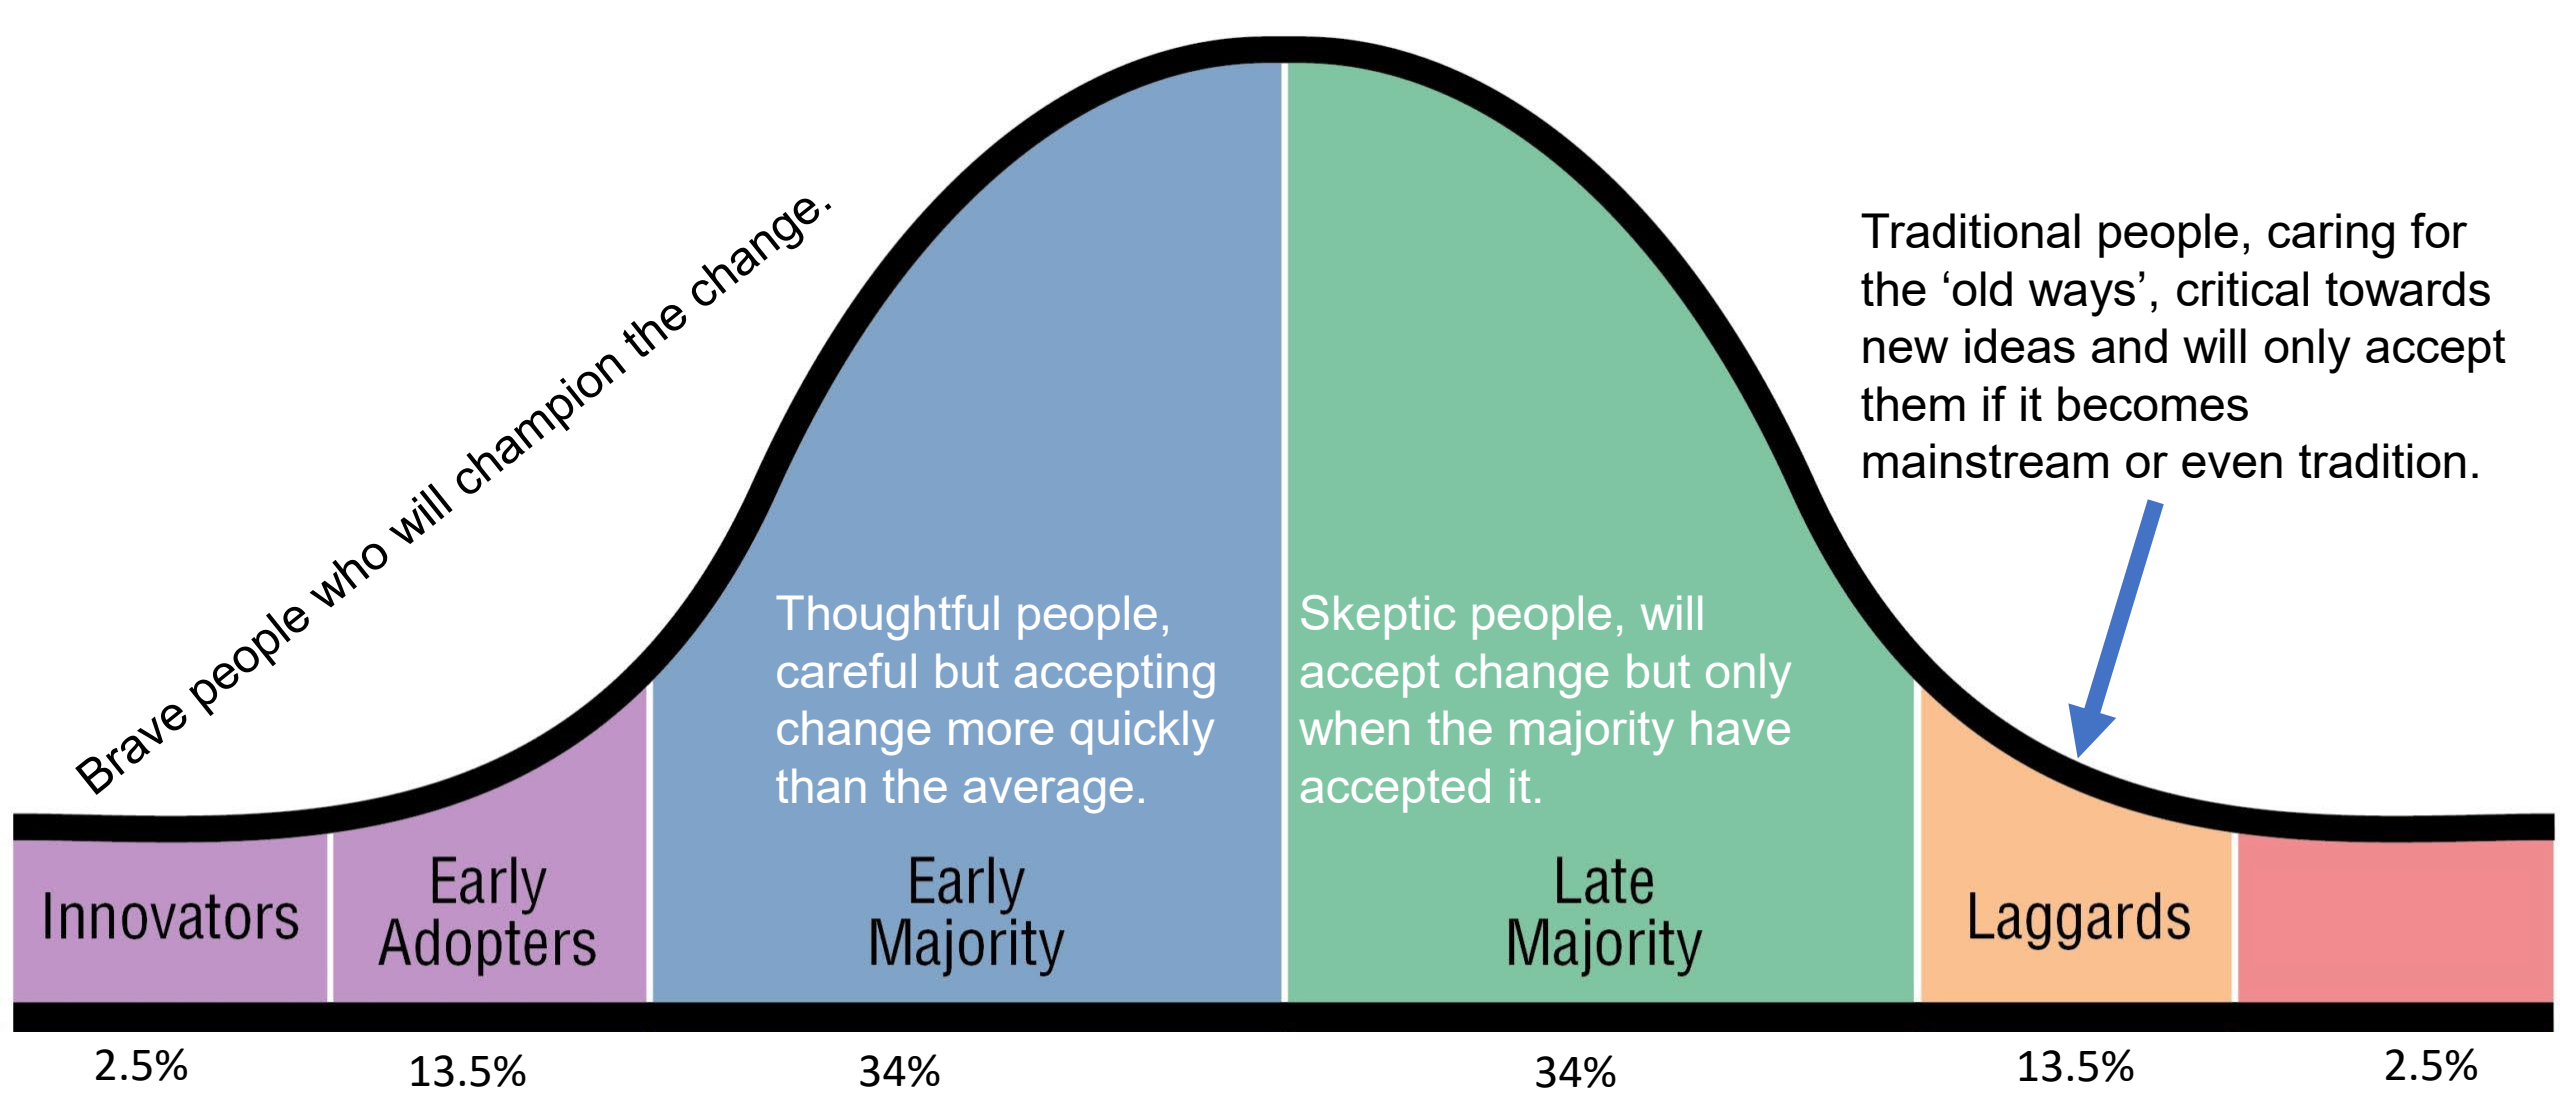 Brave people who will champion the change.
Traditional people, caring for
the ‘old ways’, critical towards
new ideas and will only accept
them if it becomes
mainstream or even tradition.
Thoughtful people,
careful but accepting
change more quickly
than the average.
Skeptic people, will
accept change but only
when the majority have
accepted it.
Innovators
Early
Adopters
Early
Majority
Late
Majority
Laggards
2.5%
13.5%
34%
34%
13.5%
2.5%